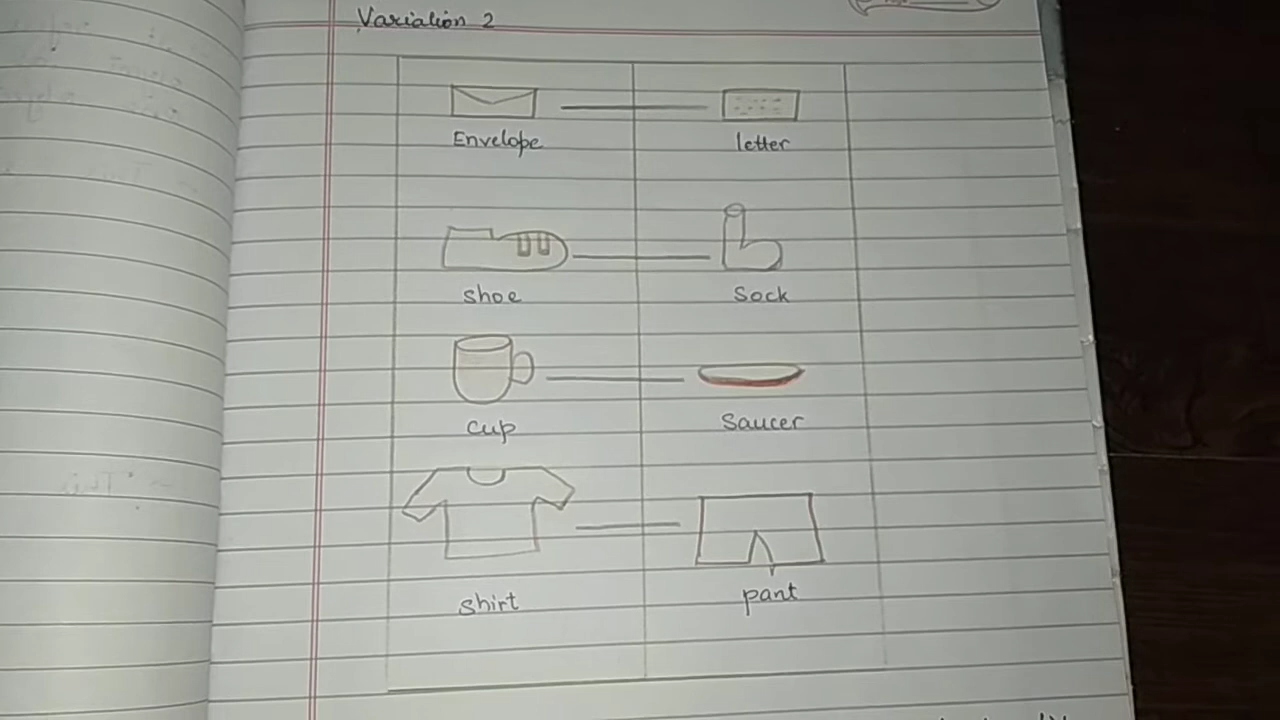 Variation 2
Envelope letter
shoe Sock
cup Saucer
shirt pant